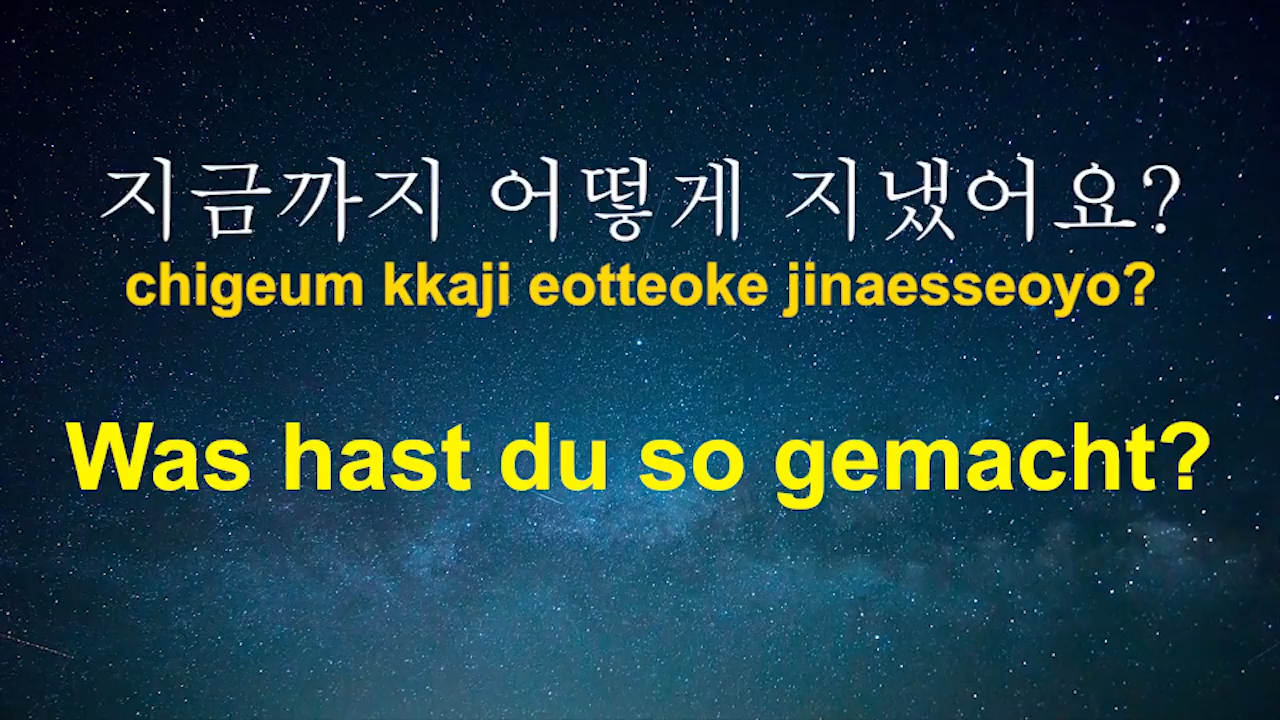 지금까지 어떻게 지냈어요?
chigeum kkaji eotteoke jinaesseoyo?
Was hast du so gemacht?